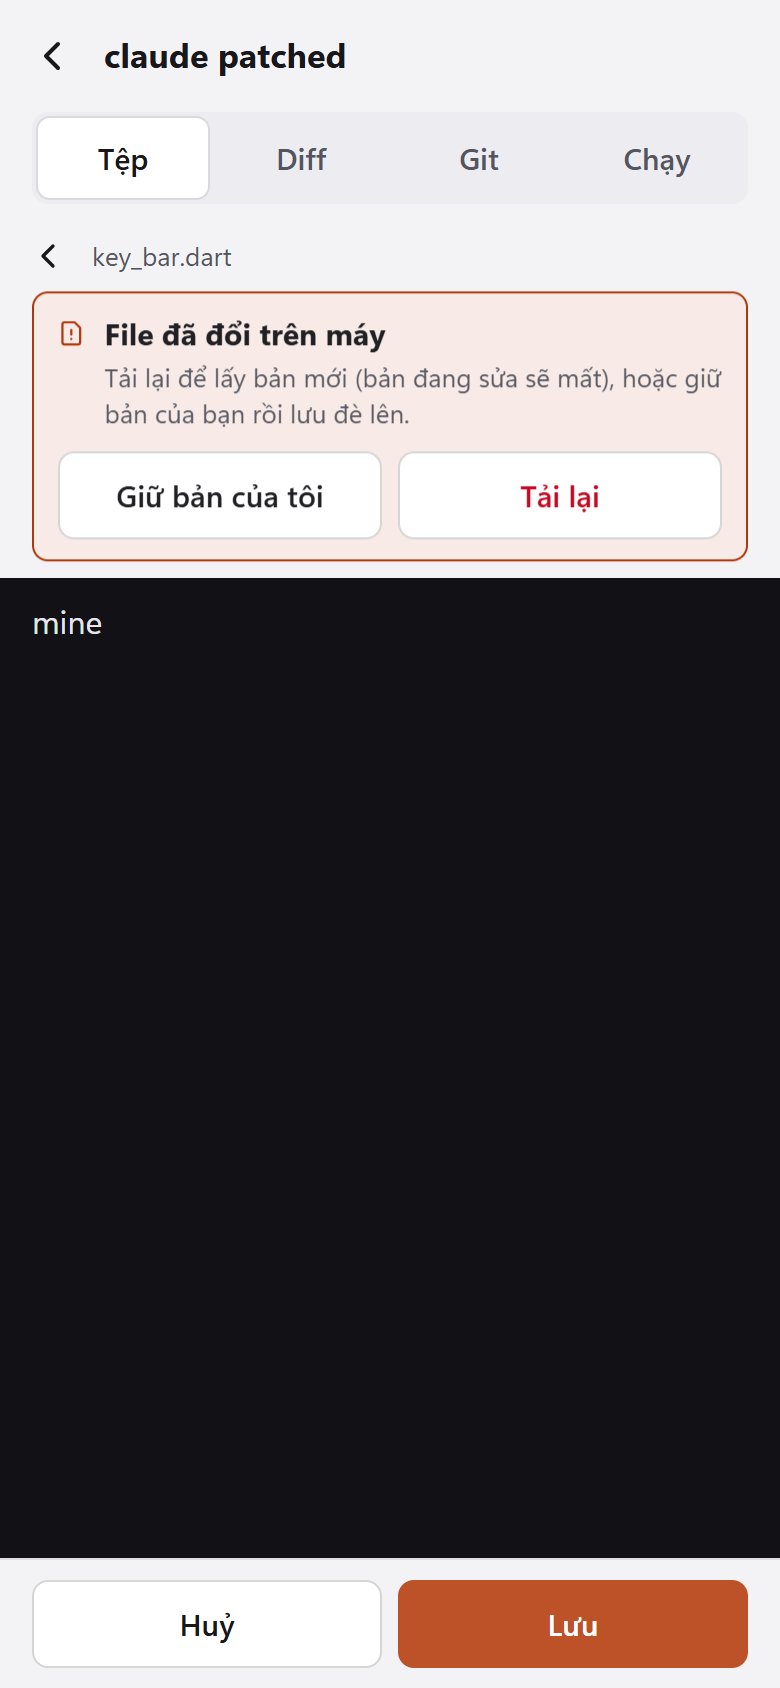 claude patched
Tệp
Diff
Git
Chạy
key_bar.dart
File đã đổi trên máy
Tải lại để lấy bản mới (bản đang sửa sẽ mất), hoặc giữ
bản của bạn rồi lưu đè lên.
Giữ bản của tôi
Tải lại
mine
Huỷ
Lưu